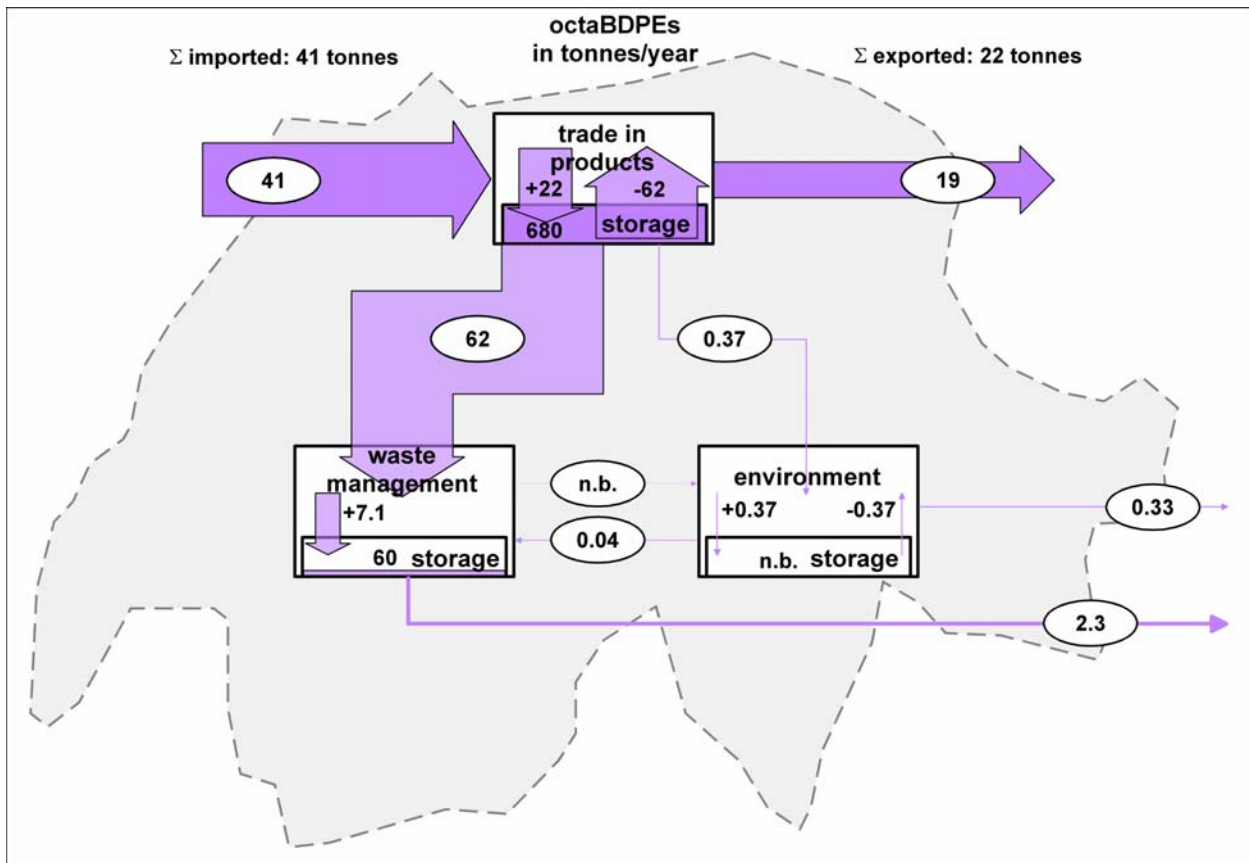 octaBDPEs
in tonnes/year
Σ imported: 41 tonnes
Σ exported: 22 tonnes
trade in
products
41
+22
-62
19
680
storage
62
0.37
waste
management
+7.1
60
storage
n.b.
0.04
environment
+0.37
-0.37
n.b.
storage
0.33
2.3